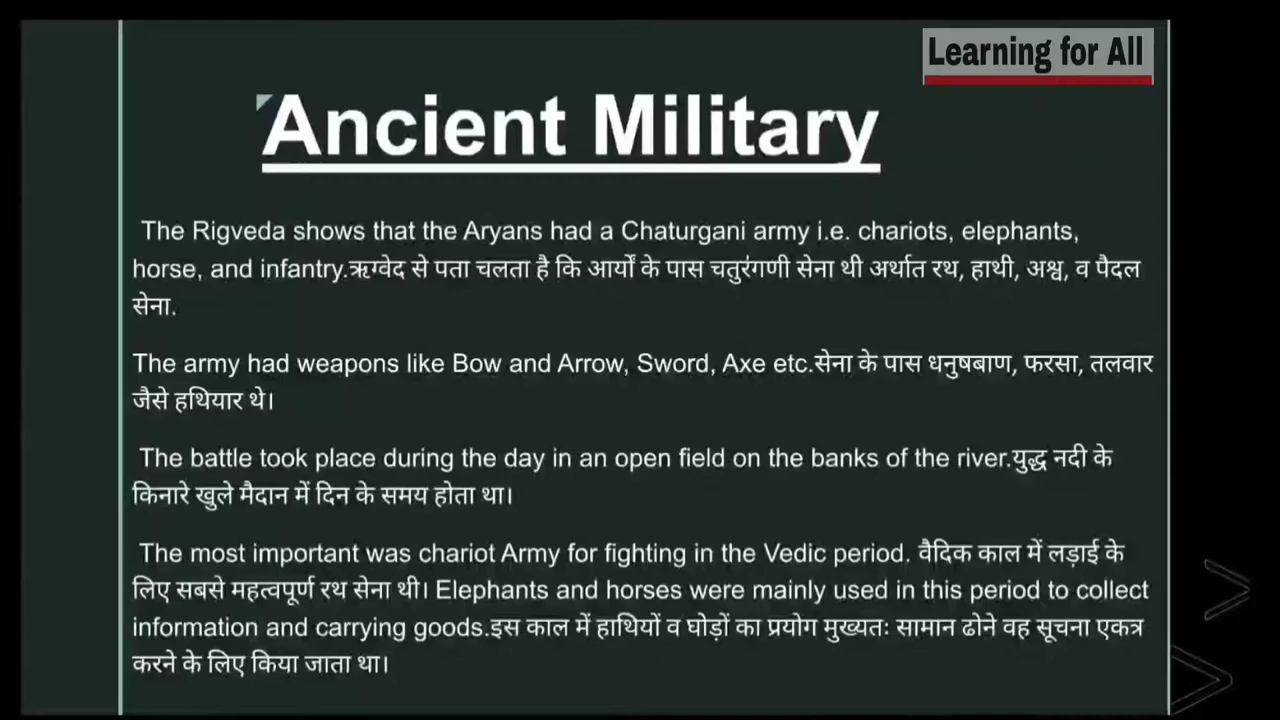 Learning for All
Ancient Military
The Rigveda shows that the Aryans had a Chaturgani army i.e. chariots, elephants,
horse, and infantry.ऋग्वेद से पता चलता है कि आर्यों के पास चतुरंगणी सेना थी अर्थात रथ, हाथी, अश्व, व पैदल
सेना.
The army had weapons like Bow and Arrow, Sword, Axe etc.सेना के पास धनुषबाण, फरसा, तलवार
जैसे हथियार थे।
The battle took place during the day in an open field on the banks of the river.युद्ध नदी के
किनारे खुले मैदान में दिन के समय होता था।
The most important was chariot Army for fighting in the Vedic period. वैदिक काल में लड़ाई के
लिए सबसे महत्वपूर्ण रथ सेना थी। Elephants and horses were mainly used in this period to collect
information and carrying goods.इस काल में हाथियों व घोड़ों का प्रयोग मुख्यतः सामान ढोने वह सूचना एकत्र
करने के लिए किया जाता था।